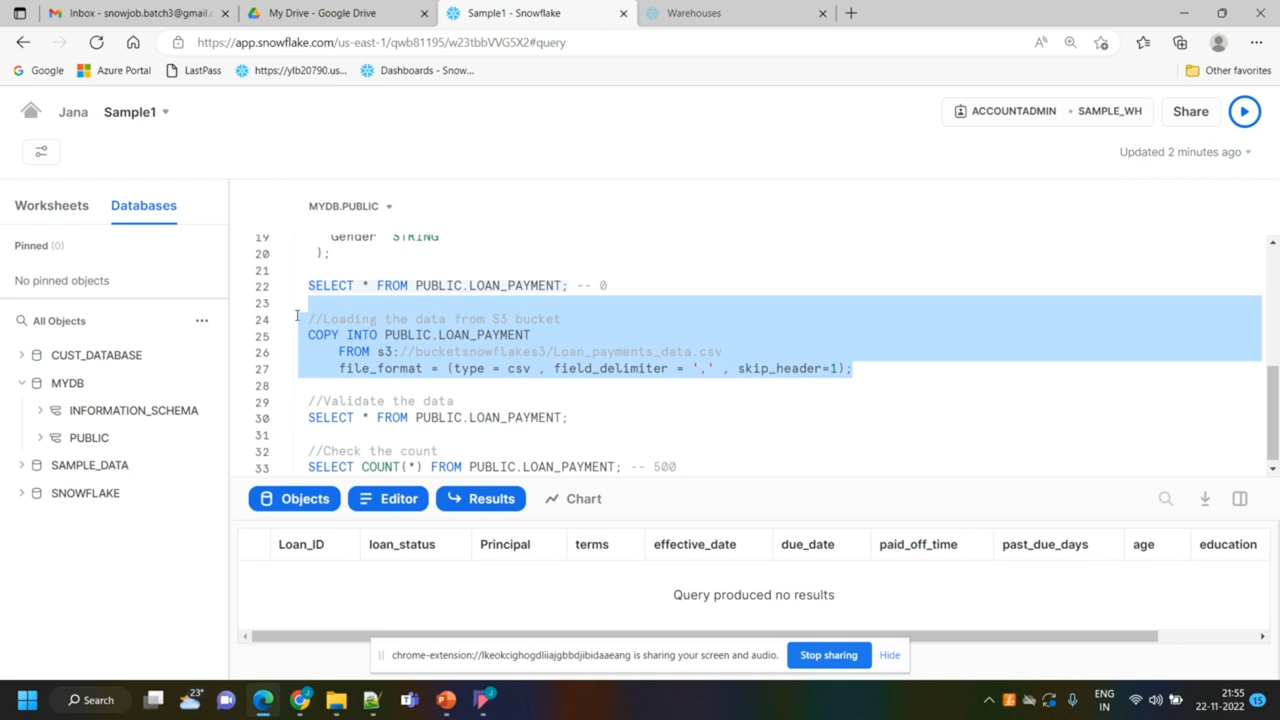 Inbox - snowjob.batch3@gmail.c
My Drive - Google Drive
Sample1 - Snowflake
Warehouses
https://app.snowflake.com/us-east-1/qwb81195/w23tbbVVG5X2#query
Google
Azure Portal
LastPass
https://ylb20790.us...
Dashboards - Snow...
Other favorites
Jana
Sample1
ACCOUNTADMIN
SAMPLE_WH
Share
Updated 2 minutes ago
Worksheets
Databases
MYDB.PUBLIC
Pinned (0)
No pinned objects
All Objects
CUST_DATABASE
MYDB
INFORMATION_SCHEMA
PUBLIC
SAMPLE_DATA
SNOWFLAKE
19 Gender STRING
20 );
21
22 SELECT * FROM PUBLIC.LOAN_PAYMENT; -- 0
23
24 //Loading the data from S3 bucket
25 COPY INTO PUBLIC.LOAN_PAYMENT
26 FROM s3://bucketsnowflakes3/Loan_payments_data.csv
27 file_format = (type = csv , field_delimiter = ',' , skip_header=1);
28
29 //Validate the data
30 SELECT * FROM PUBLIC.LOAN_PAYMENT;
31
32 //Check the count
33 SELECT COUNT(*) FROM PUBLIC.LOAN_PAYMENT; -- 500
Objects
Editor
Results
Chart
Loan_ID loan_status Principal terms effective_date due_date paid_off_time past_due_days age education
Query produced no results
chrome-extension://lkeokcighogdliiajgbbdjibidaaeang is sharing your screen and audio.
Stop sharing
Hide
23°
Search
ENG
IN
21:55
22-11-2022
15